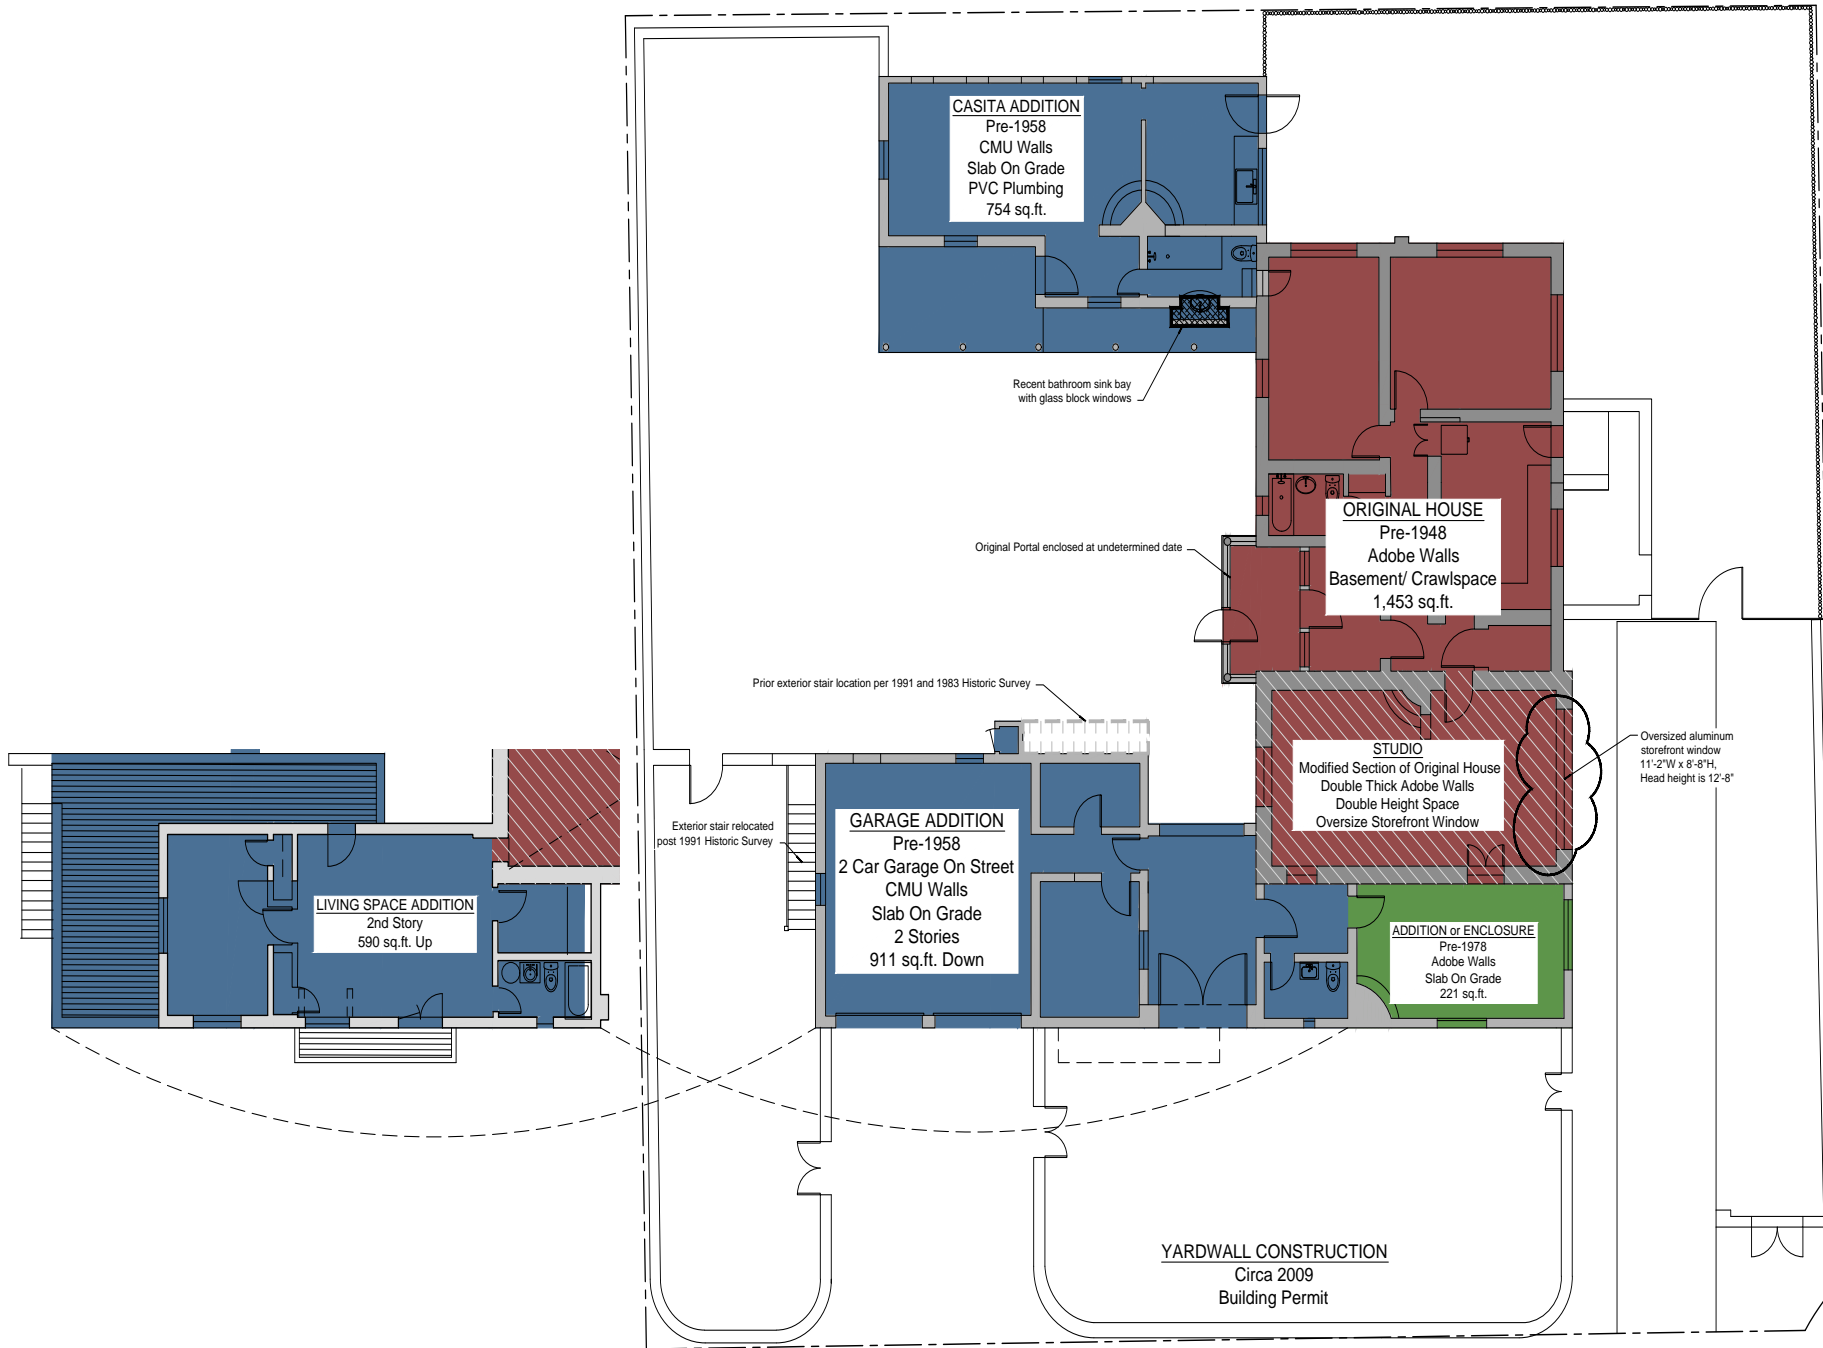 CASITA ADDITION
Pre-1958
CMU Walls
Slab On Grade
PVC Plumbing
754 sq.ft.
Recent bathroom sink bay
with glass block windows
Original Portal enclosed at undetermined date
ORIGINAL HOUSE
Pre-1948
Adobe Walls
Basement/ Crawlspace
1,453 sq.ft.
Prior exterior stair location per 1991 and 1983 Historic Survey
STUDIO
Modified Section of Original House
Double Thick Adobe Walls
Double Height Space
Oversize Storefront Window
Oversized aluminum
storefront window
11'-2"W x 8'-8"H,
Head height is 12'-8"
Exterior stair relocated
post 1991 Historic Survey
GARAGE ADDITION
Pre-1958
2 Car Garage On Street
CMU Walls
Slab On Grade
2 Stories
911 sq.ft. Down
LIVING SPACE ADDITION
2nd Story
590 sq.ft. Up
ADDITION or ENCLOSURE
Pre-1978
Adobe Walls
Slab On Grade
221 sq.ft.
YARDWALL CONSTRUCTION
Circa 2009
Building Permit